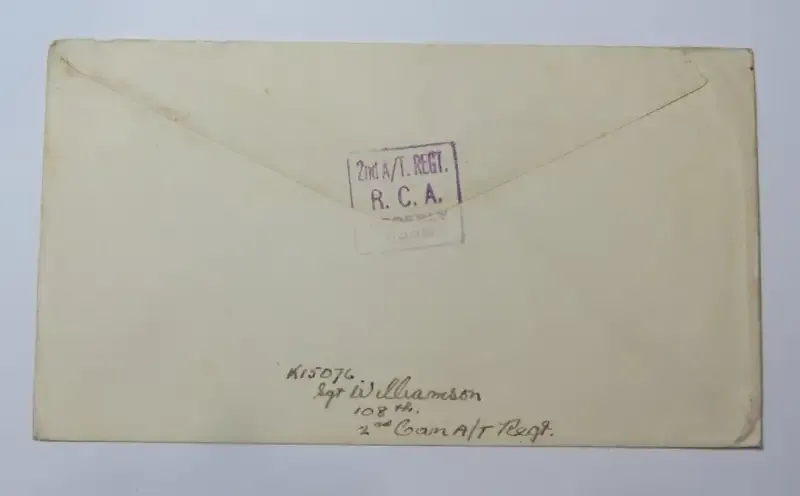 2nd A/T. REGT.
R. C. A.
K15076
Sgt Williamson
108th.
2nd Can A/T Regt.